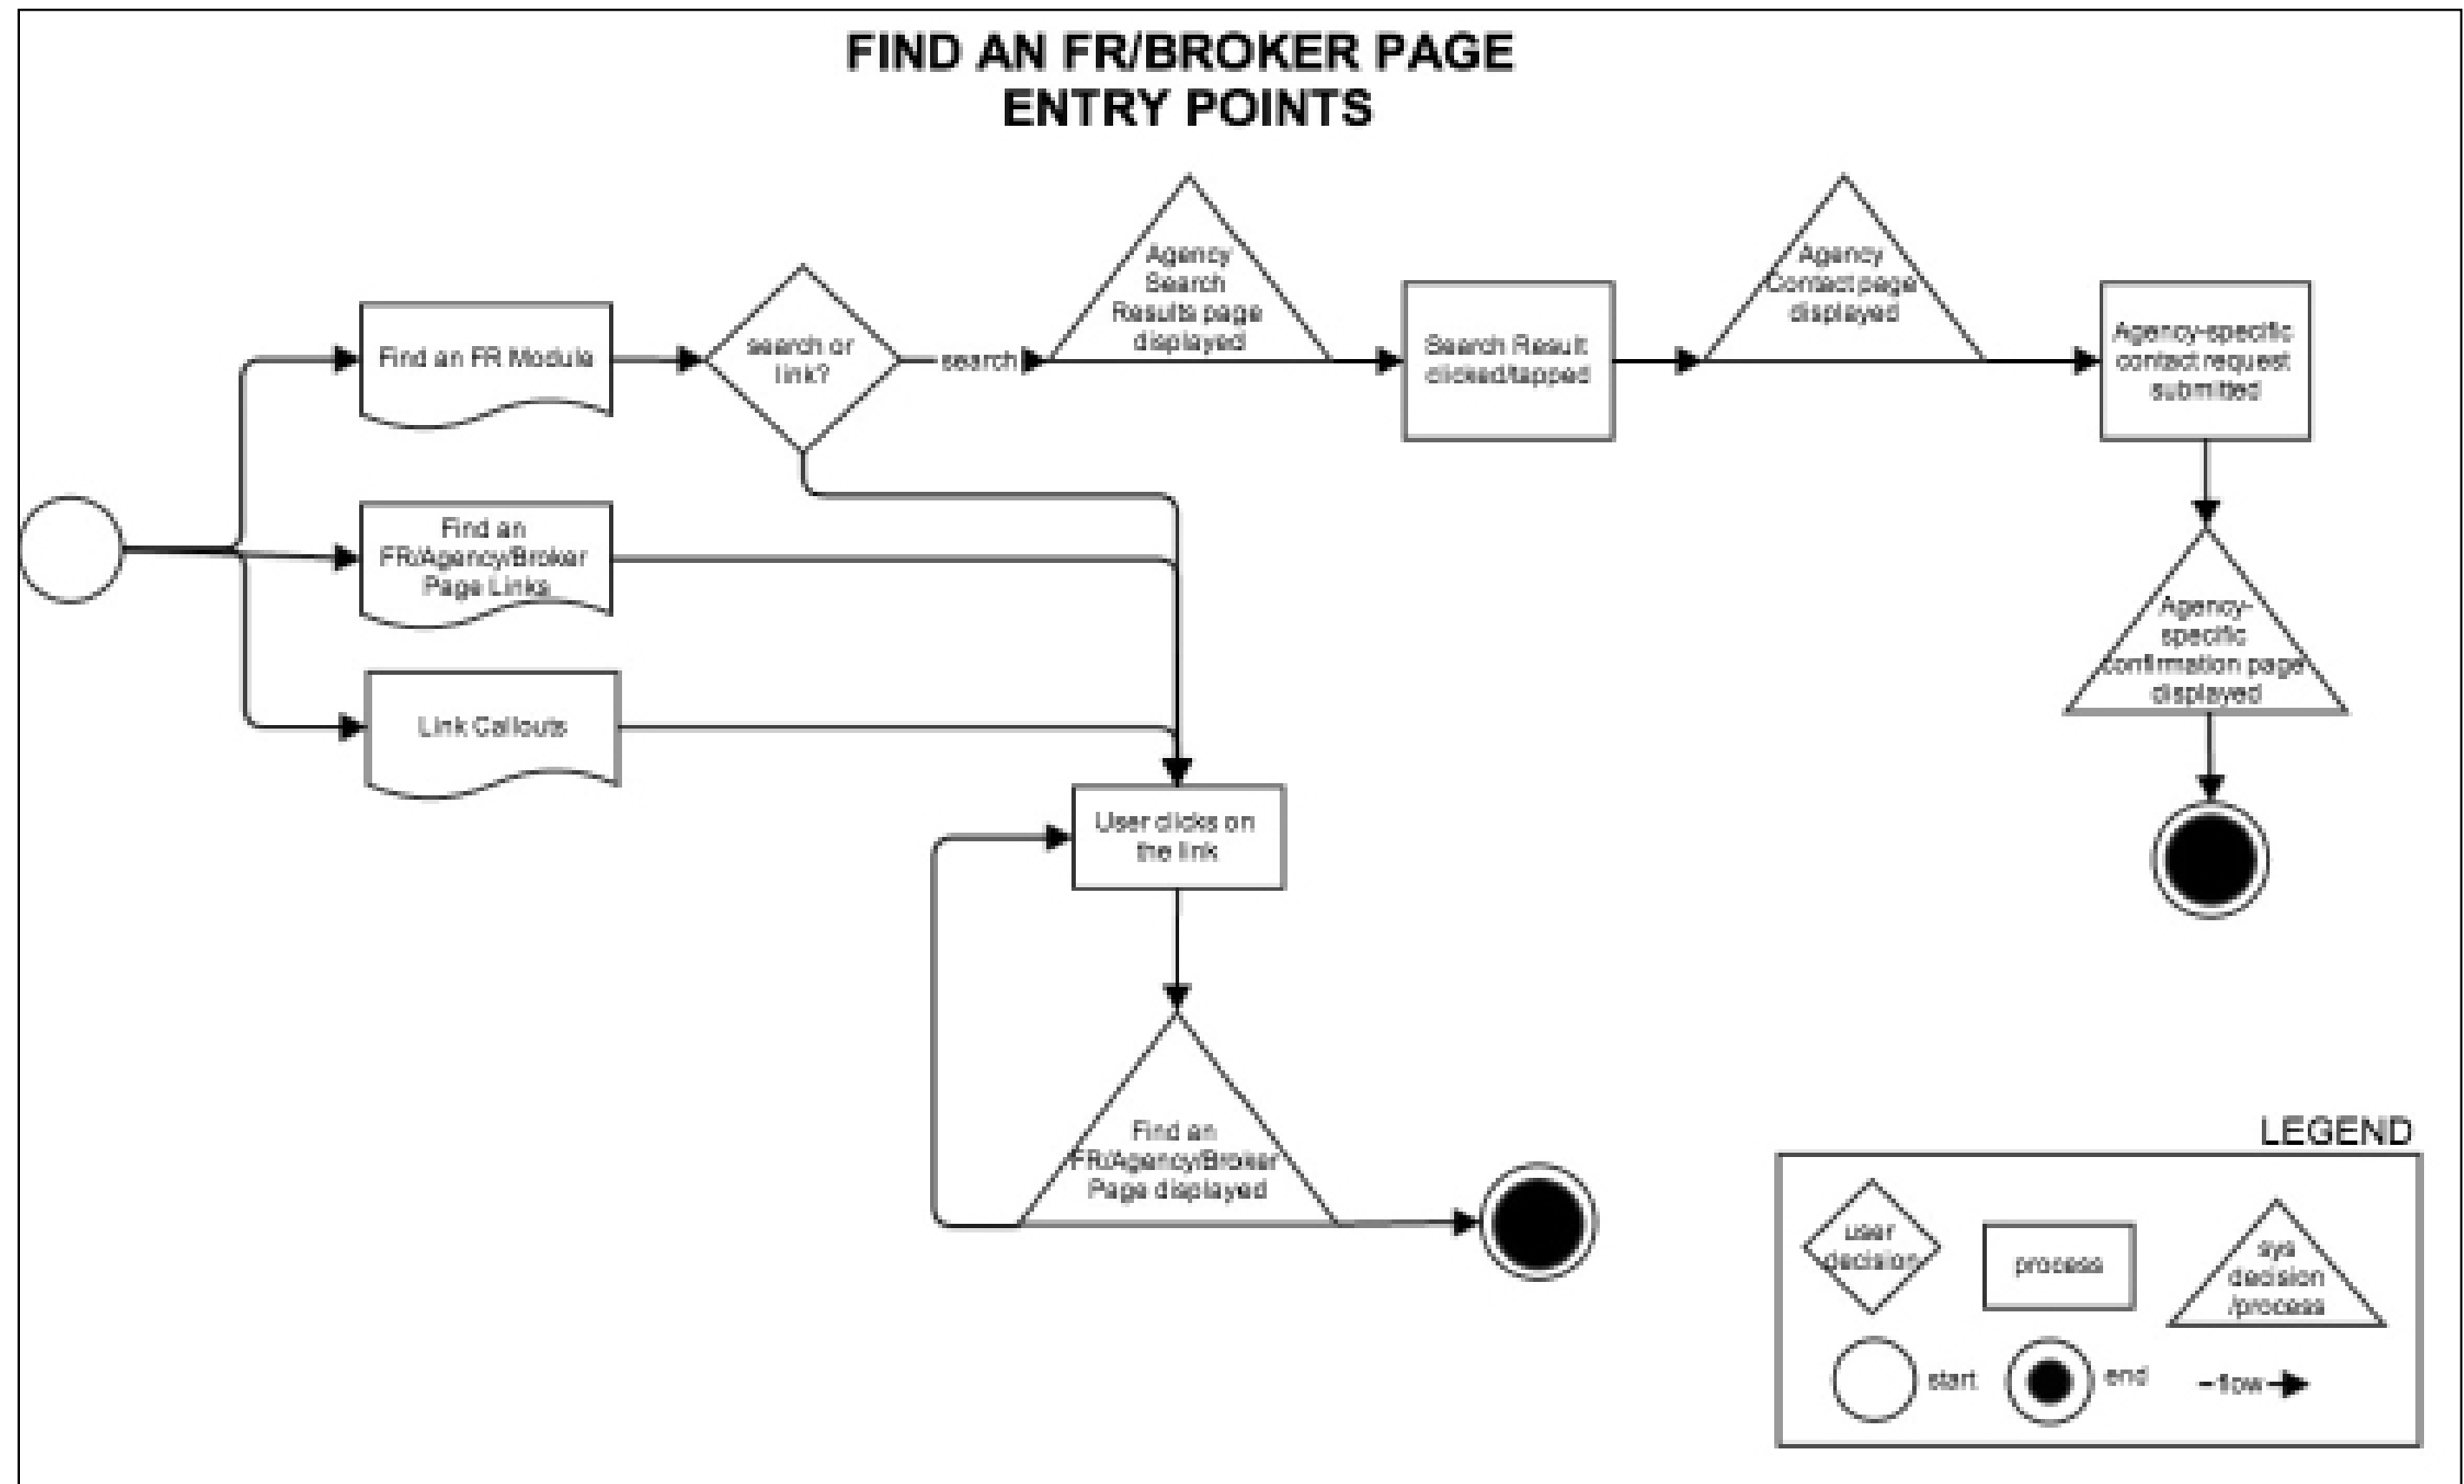 FIND AN FR/BROKER PAGE
ENTRY POINTS
Find an FR Module
search or
link?
search
Agency
Search
Results page
displayed
Search Result
clicked/tapped
Agency
Contact page
displayed
Agency-specific
contact request
submitted
Find an
FR/Agency/Broker
Page Links
Agency-
specific
confirmation page
displayed
Link Callouts
User clicks on
the link
Find an
FR/Agency/Broker
Page displayed
LEGEND
user
decision
process
sys
decision
/process
start
end
flow